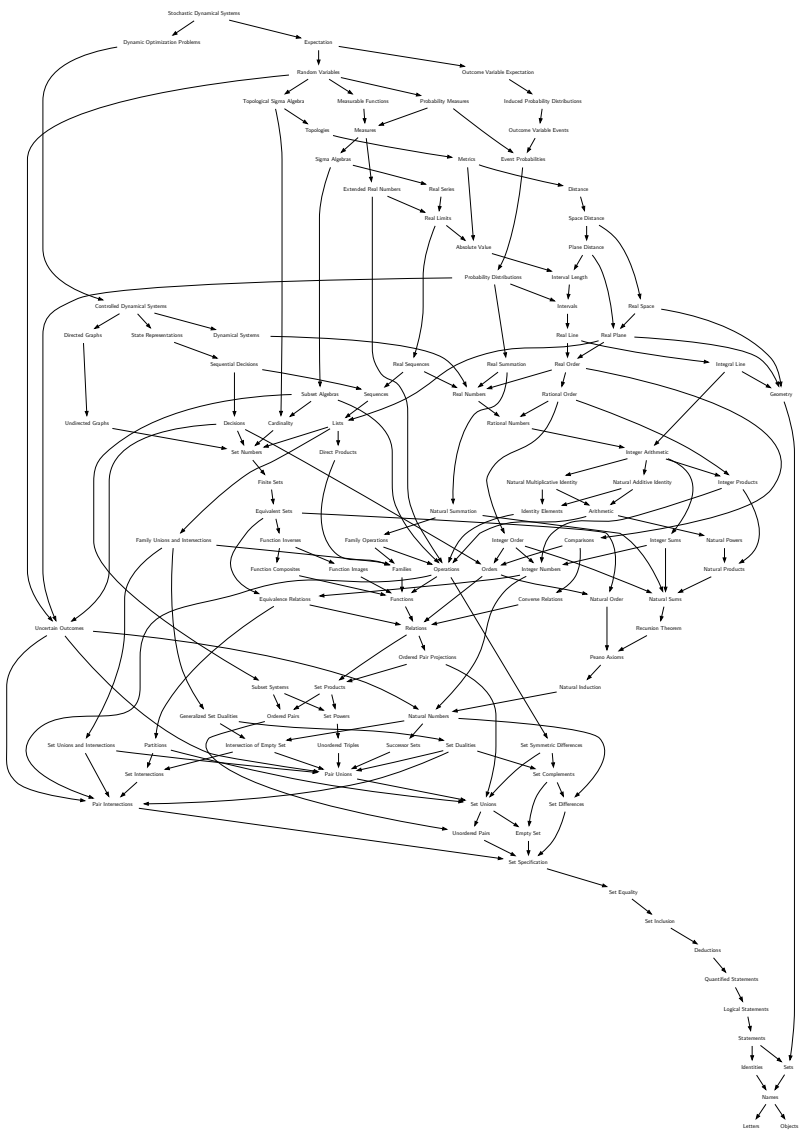 Stochastic Dynamical Systems
Dynamic Optimization Problems
Expectation
Random Variables
Outcome Variable Expectation
Topological Sigma Algebra
Measurable Functions
Probability Measures
Induced Probability Distributions
Topologies
Measures
Outcome Variable Events
Sigma Algebras
Metrics
Event Probabilities
Extended Real Numbers
Real Series
Distance
Real Limits
Space Distance
Absolute Value
Plane Distance
Probability Distributions
Interval Length
Controlled Dynamical Systems
Intervals
Real Space
Directed Graphs
State Representations
Dynamical Systems
Real Line
Real Plane
Sequential Decisions
Real Sequences
Real Summation
Real Order
Integral Line
Subset Algebras
Sequences
Real Numbers
Rational Order
Geometry
Undirected Graphs
Decisions
Cardinality
Lists
Rational Numbers
Set Numbers
Direct Products
Integer Arithmetic
Finite Sets
Natural Multiplicative Identity
Natural Additive Identity
Integer Products
Equivalent Sets
Natural Summation
Identity Elements
Arithmetic
Family Unions and Intersections
Function Inverses
Family Operations
Integer Order
Comparisons
Integer Sums
Natural Powers
Function Composites
Function Images
Families
Operations
Orders
Integer Numbers
Natural Products
Equivalence Relations
Functions
Converse Relations
Natural Order
Natural Sums
Uncertain Outcomes
Relations
Recursion Theorem
Ordered Pair Projections
Peano Axioms
Subset Systems
Set Products
Natural Induction
Generalized Set Dualities
Ordered Pairs
Set Powers
Natural Numbers
Set Unions and Intersections
Partitions
Intersection of Empty Set
Unordered Triples
Successor Sets
Set Dualities
Set Symmetric Differences
Set Intersections
Pair Unions
Set Complements
Pair Intersections
Set Unions
Set Differences
Unordered Pairs
Empty Set
Set Specification
Set Equality
Set Inclusion
Deductions
Quantified Statements
Logical Statements
Statements
Identities
Sets
Names
Letters
Objects